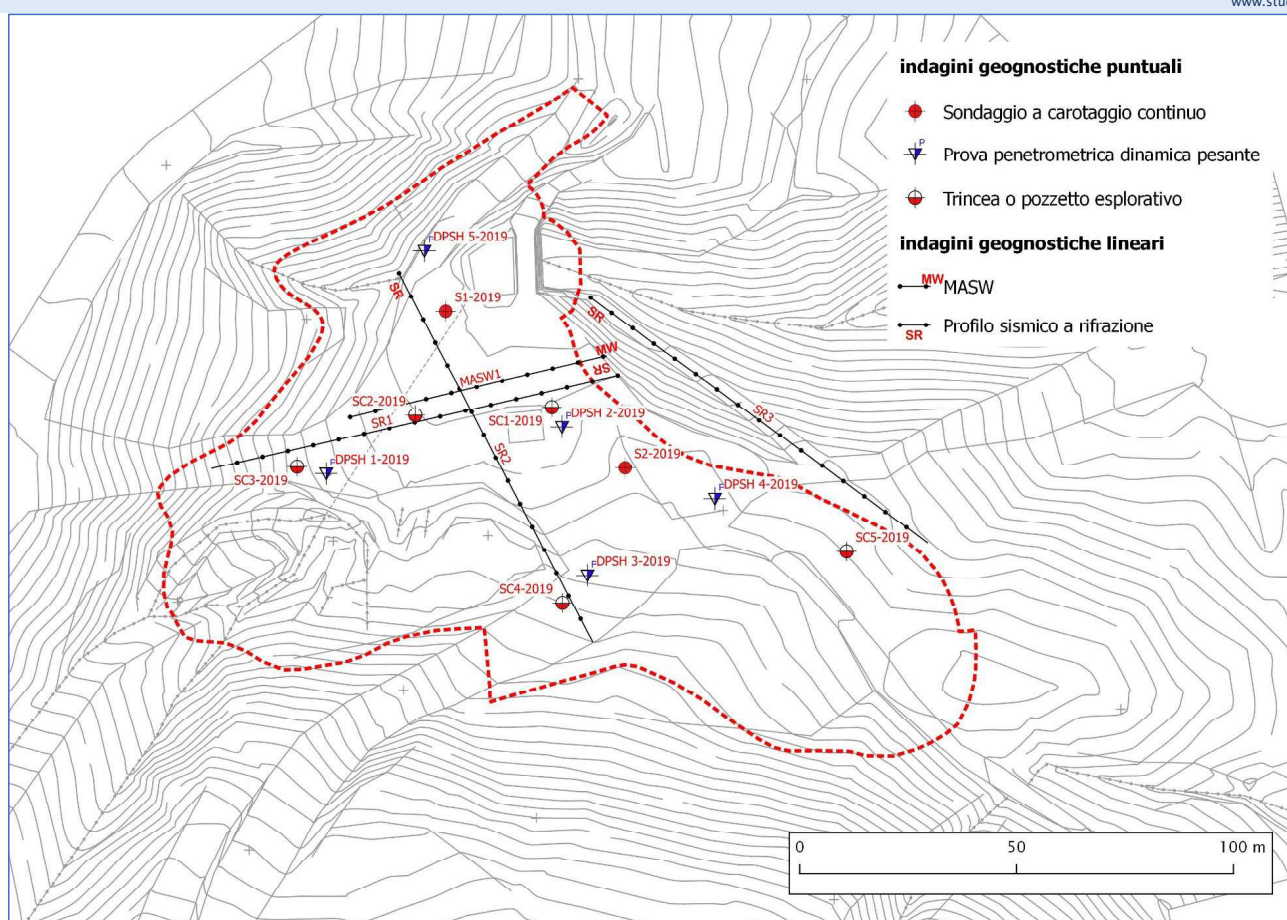 www.stu
indagini geognostiche puntuali
Sondaggio a carotaggio continuo
P
Prova penetrometrica dinamica pesante
Trincea o pozzetto esplorativo
indagini geognostiche lineari
MW
MASW
Profilo sismico a rifrazione
SR
P
DPSH 5-2019
SR
S1-2019
SR
MW
MASW1
SR
SC2-2019
SR1
SC1-2019
P
DPSH 2-2019
SR3
SR2
S2-2019
SC3-2019
P
DPSH 1-2019
P
DPSH 4-2019
SC5-2019
P
DPSH 3-2019
SC4-2019
0
50
100 m